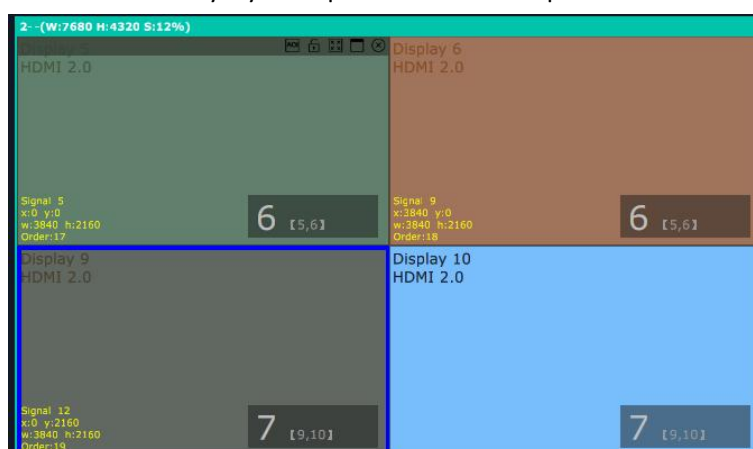 2--(W:7680 H:4320 S:12%)
Display 5
HDMI 2.0
Signal 5
x:0 y:0
w:3840 h:2160
Order:17
6 【5,6】
Display 6
HDMI 2.0
Signal 9
x:3840 y:0
w:3840 h:2160
Order:18
6 【5,6】
Display 9
HDMI 2.0
Signal 12
x:0 y:2160
w:3840 h:2160
Order:19
7 【9,10】
Display 10
HDMI 2.0
7 【9,10】